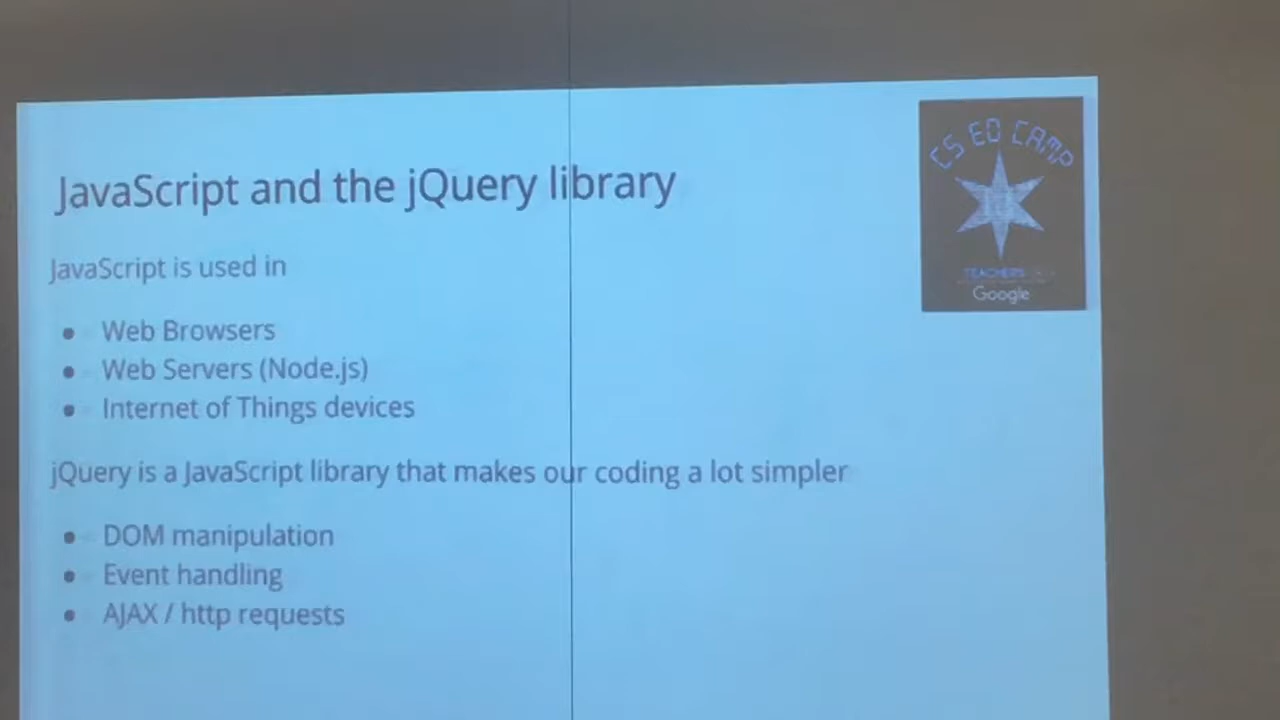 CS ED CAMP
TEACHERS
Google
JavaScript and the jQuery library
JavaScript is used in
• Web Browsers
• Web Servers (Node.js)
• Internet of Things devices
jQuery is a JavaScript library that makes our coding a lot simpler
• DOM manipulation
• Event handling
• AJAX / http requests